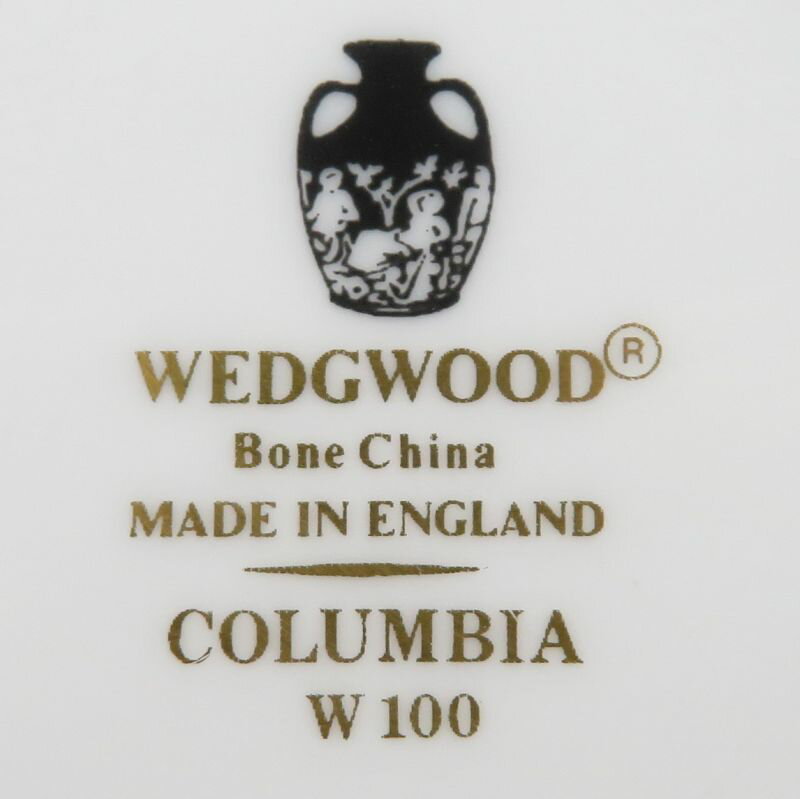 WEDGWOOD®
Bone China
MADE IN ENGLAND
COLUMBIA
W 100